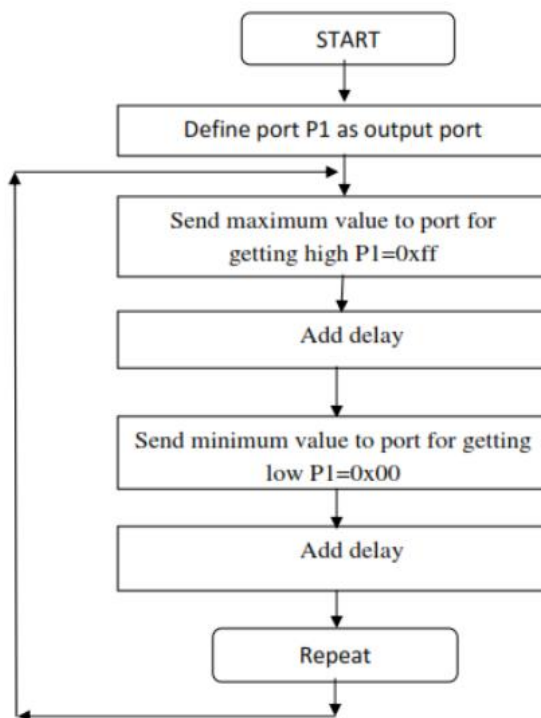 START
Define port P1 as output port
Send maximum value to port for
getting high P1=0xff
Add delay
Send minimum value to port for getting
low P1=0x00
Add delay
Repeat